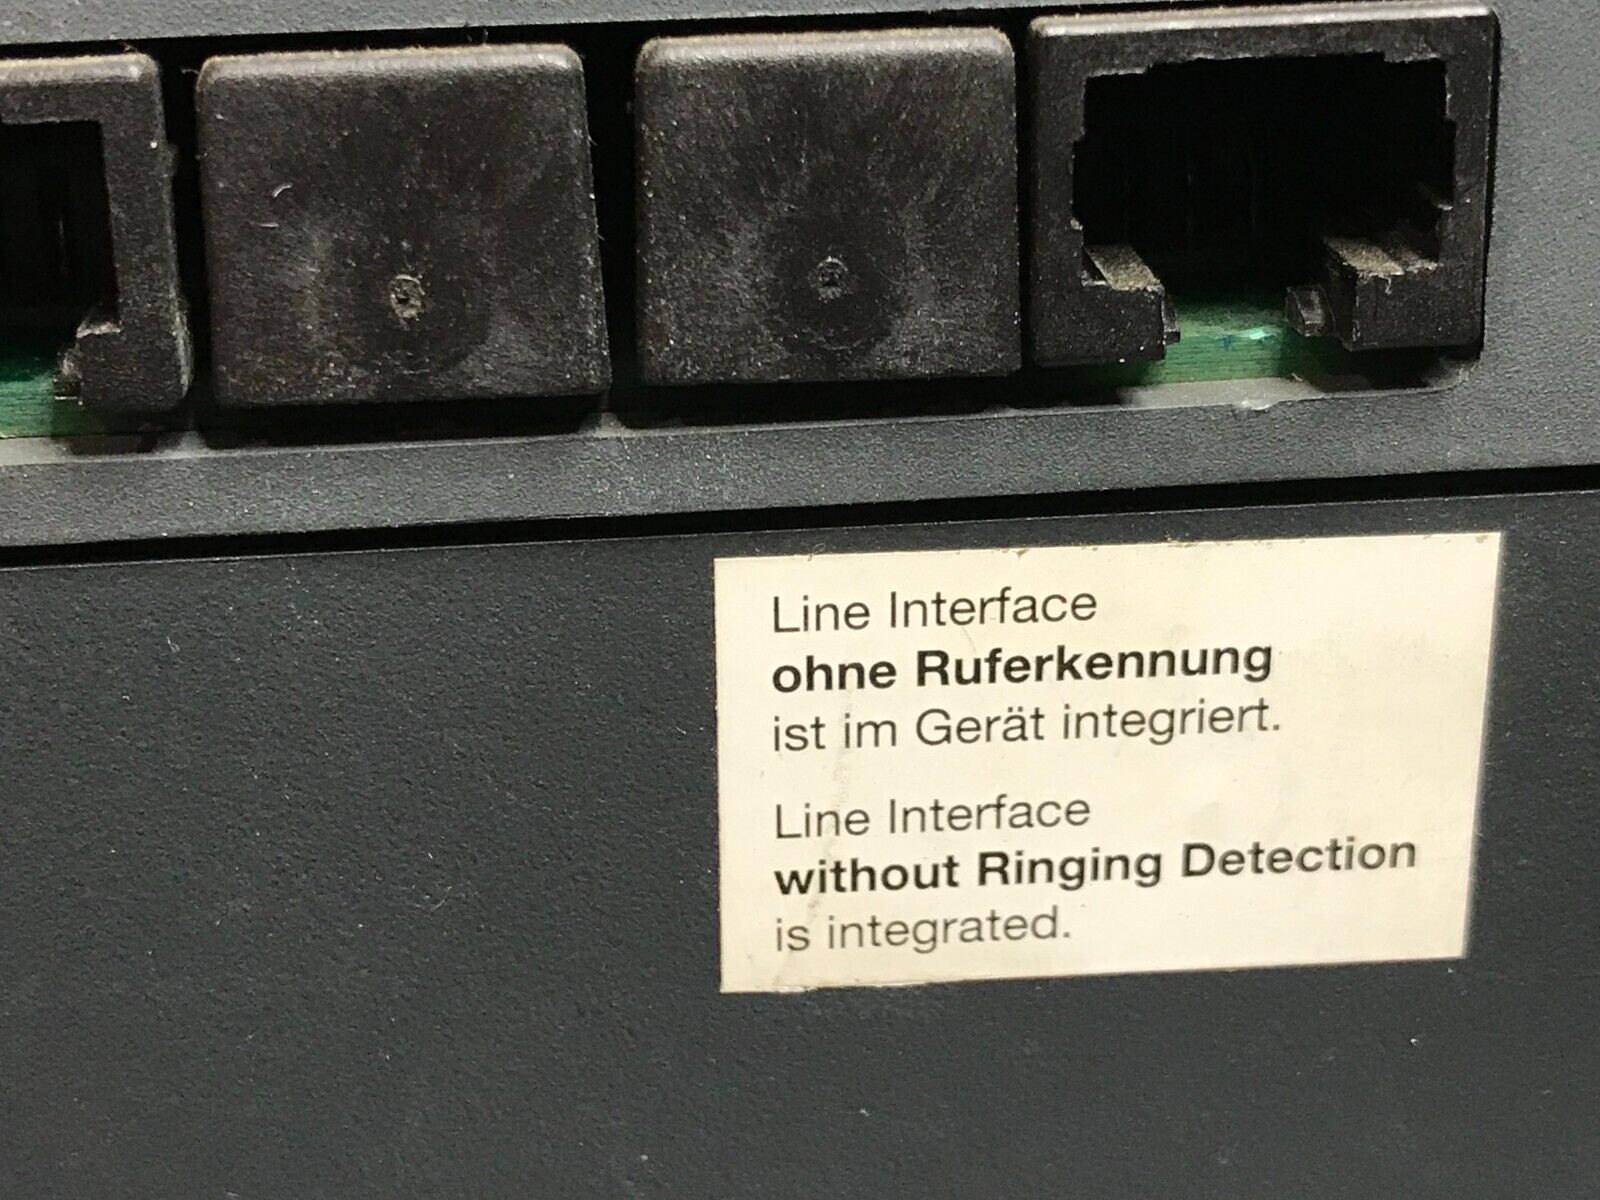 Line Interface
ohne Ruferkennung
ist im Gerät integriert.
Line Interface
without Ringing Detection
is integrated.